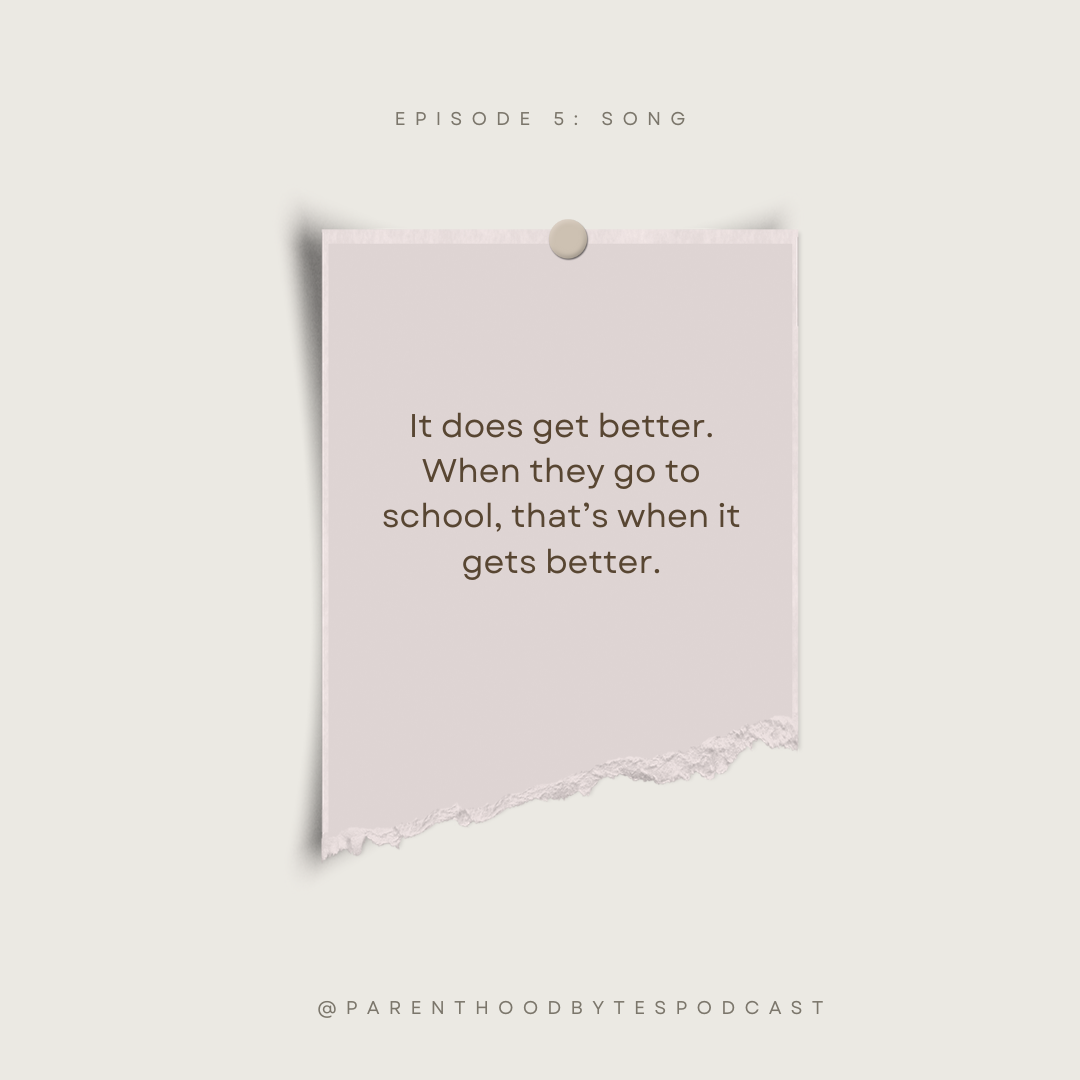 EPISODE 5: SONG
It does get better.
When they go to
school, that’s when it
gets better.
@PARENTHOODBYTESPODCAST